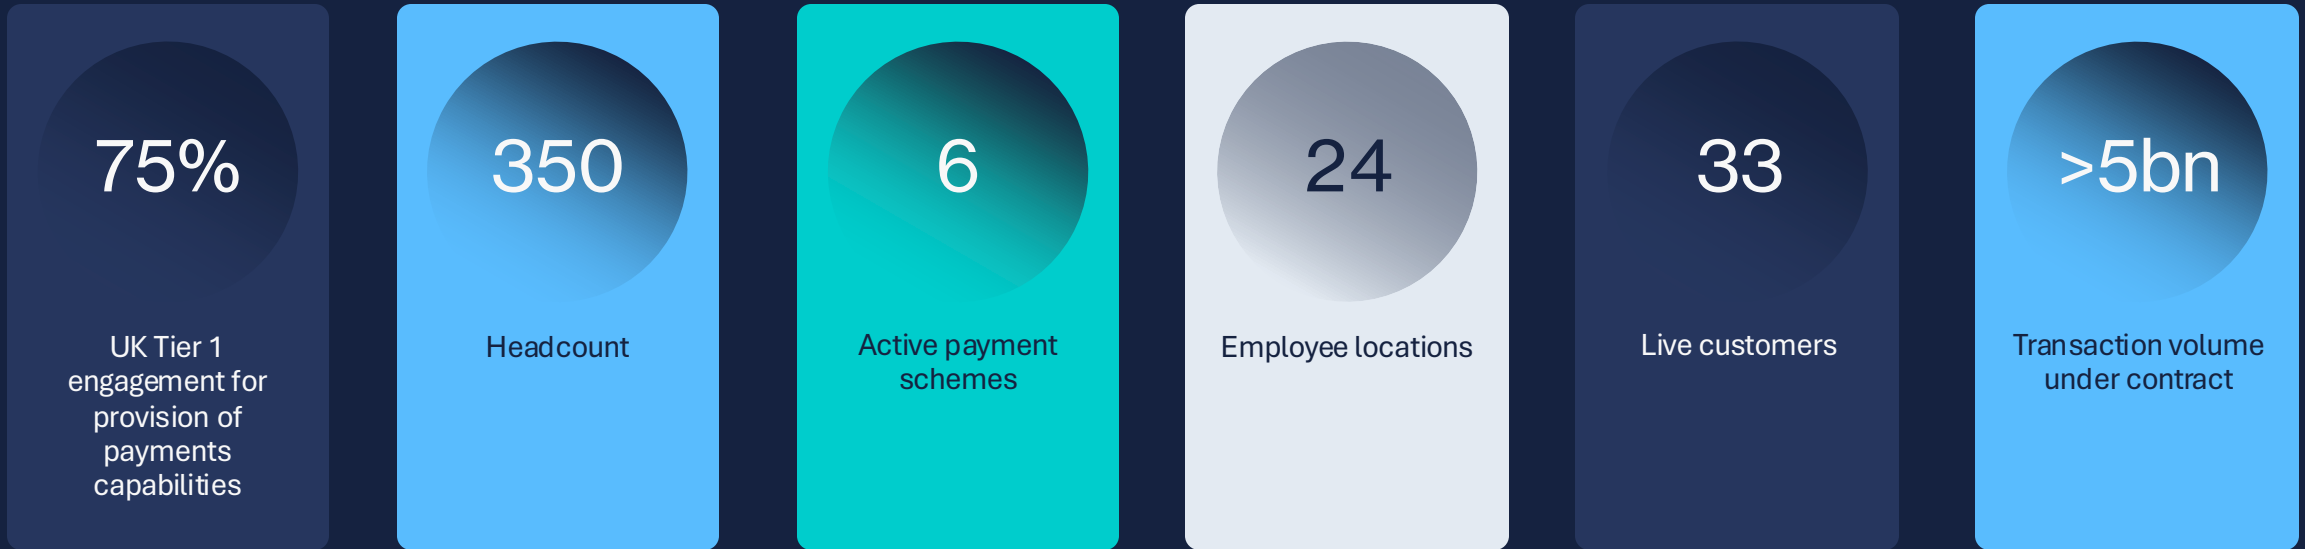 75%
UK Tier 1
engagement for
provision of
payments
capabilities
350
Headcount
6
Active payment
schemes
24
Employee locations
33
Live customers
>5bn
Transaction volume
under contract